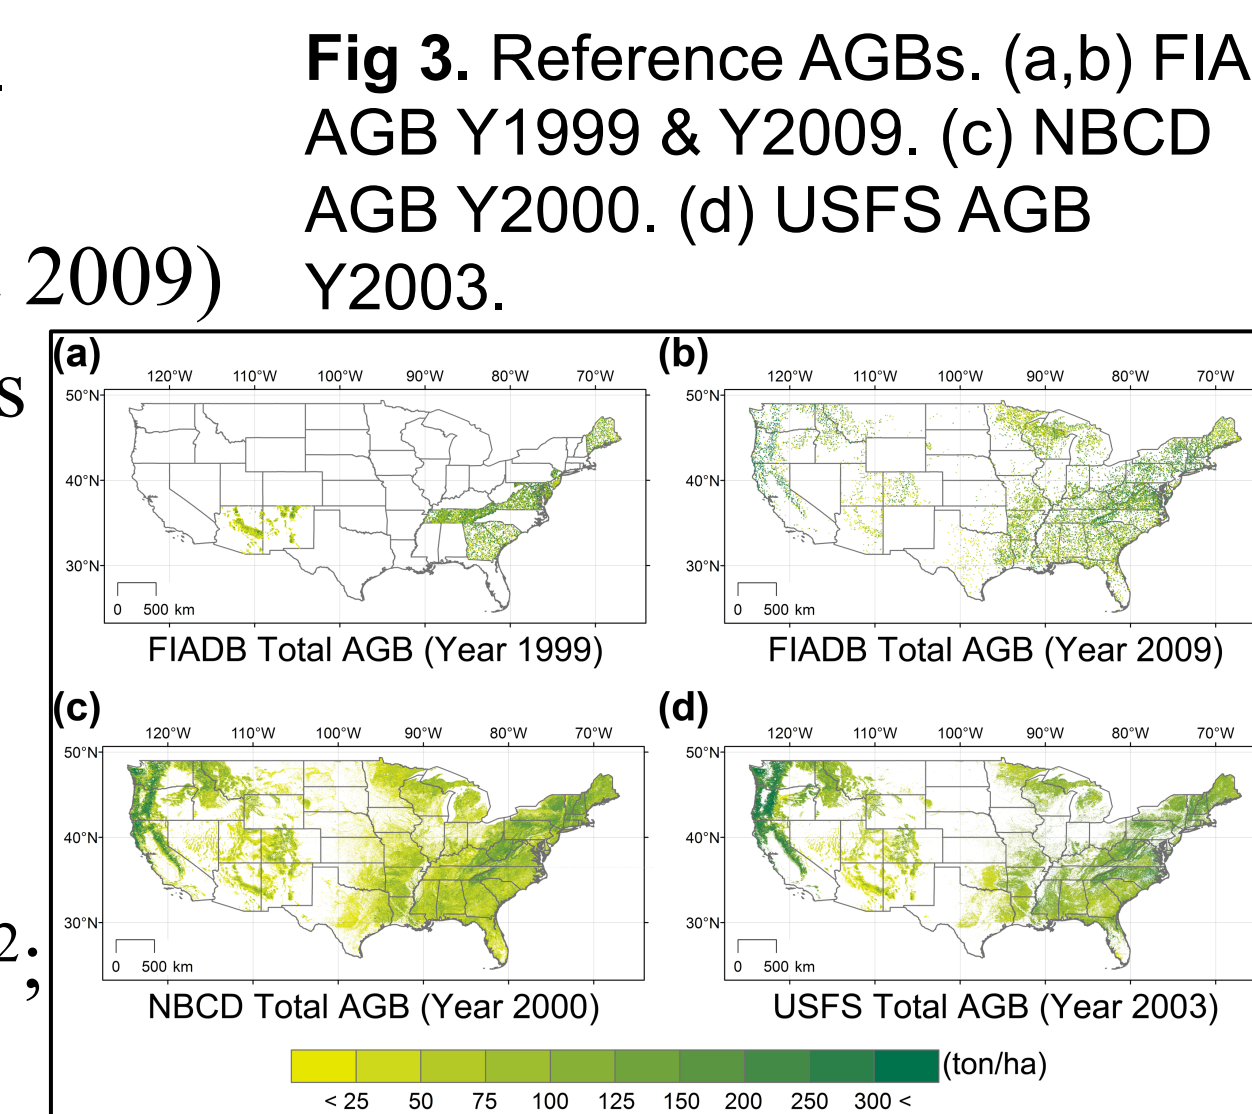 Fig 3. Reference AGBs. (a,b) FIA
AGB Y1999 & Y2009. (c) NBCD
AGB Y2000. (d) USFS AGB
Y2003.
2009)
s
2;
(a)
120°W 110°W 100°W 90°W 80°W 70°W
50°N
40°N
30°N
0 500 km
FIADB Total AGB (Year 1999)
(b)
120°W 110°W 100°W 90°W 80°W 70°W
50°N
40°N
30°N
0 500 km
FIADB Total AGB (Year 2009)
(c)
120°W 110°W 100°W 90°W 80°W 70°W
50°N
40°N
30°N
0 500 km
NBCD Total AGB (Year 2000)
(d)
120°W 110°W 100°W 90°W 80°W 70°W
50°N
40°N
30°N
0 500 km
USFS Total AGB (Year 2003)
(ton/ha)
< 25 50 75 100 125 150 200 250 300 <